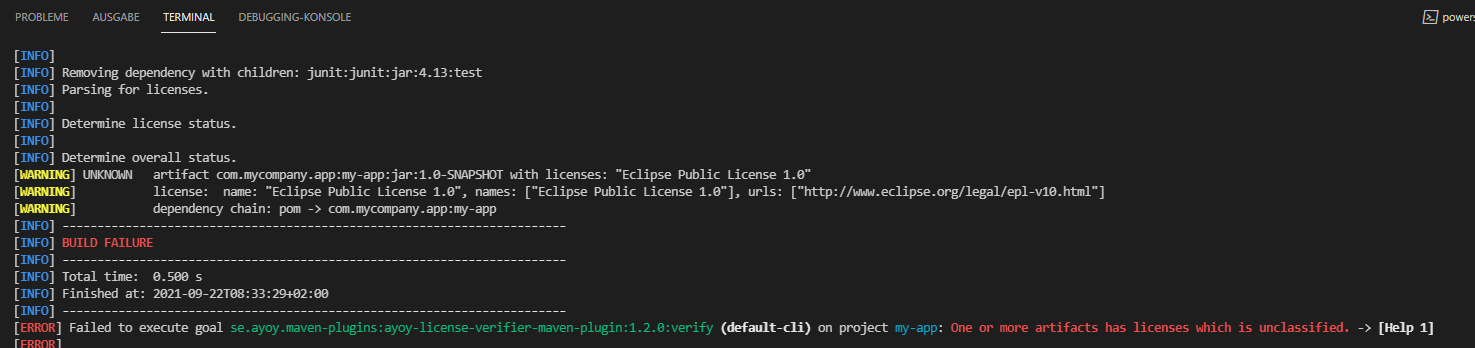 PROBLEME AUSGABE TERMINAL DEBUGGING-KONSOLE powers
[INFO]
[INFO] Removing dependency with children: junit:junit:jar:4.13:test
[INFO] Parsing for licenses.
[INFO]
[INFO] Determine license status.
[INFO]
[INFO] Determine overall status.
[WARNING] UNKNOWN   artifact com.mycompany.app:my-app:jar:1.0-SNAPSHOT with licenses: "Eclipse Public License 1.0"
[WARNING]           license:  name: "Eclipse Public License 1.0", names: ["Eclipse Public License 1.0"], urls: ["http://www.eclipse.org/legal/epl-v10.html"]
[WARNING]           dependency chain: pom -> com.mycompany.app:my-app
[INFO] ------------------------------------------------------------------------
[INFO] BUILD FAILURE
[INFO] ------------------------------------------------------------------------
[INFO] Total time:  0.500 s
[INFO] Finished at: 2021-09-22T08:33:29+02:00
[INFO] ------------------------------------------------------------------------
[ERROR] Failed to execute goal se.ayoy.maven-plugins:ayoy-license-verifier-maven-plugin:1.2.0:verify (default-cli) on project my-app: One or more artifacts has licenses which is unclassified. -> [Help 1]
[ERROR]